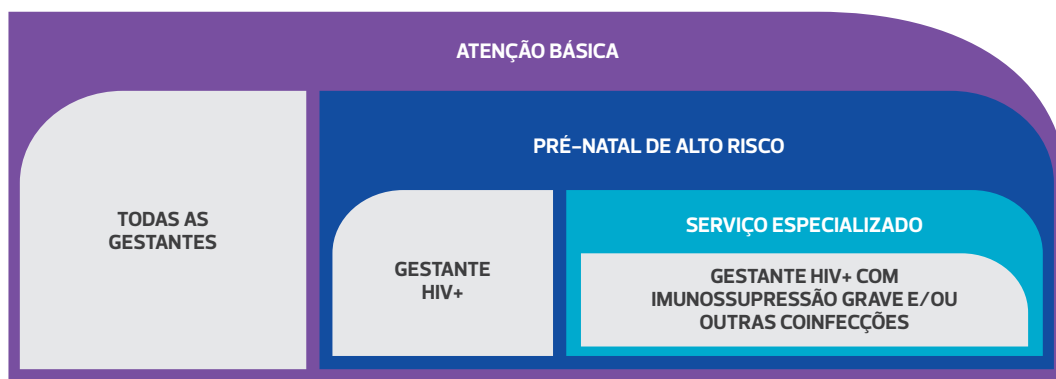 ATENÇÃO BÁSICA
PRÉ-NATAL DE ALTO RISCO
TODAS AS
GESTANTES
SERVIÇO ESPECIALIZADO
GESTANTE
HIV+
GESTANTE HIV+ COM
IMUNOSSUPRESSÃO GRAVE E/OU
OUTRAS COINFECÇÕES